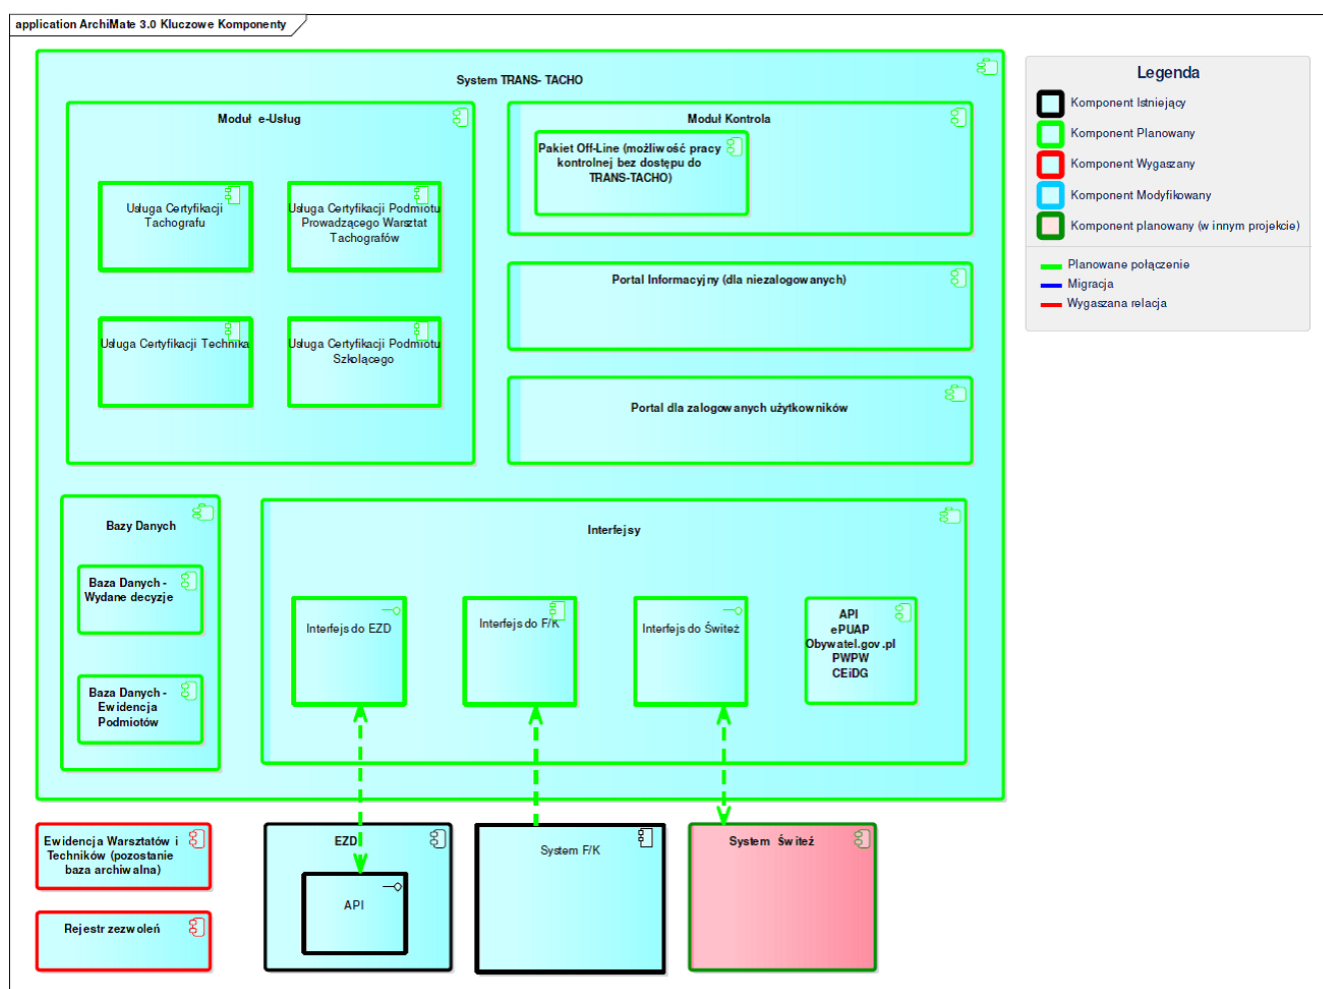 application ArchiMate 3.0 Kluczowe Komponenty
System TRANS- TACHO
Moduł e-Usług
Usługa Certyfikacji
Tachografu
Usługa Certyfikacji Podmiotu
Prowadzącego Warsztat
Tachografów
Usługa Certyfikacji Technika
Usługa Certyfikacji Podmiotu
Szkolącego
Moduł Kontrola
Pakiet Off-Line (możliwość pracy
kontrolnej bez dostępu do
TRANS-TACHO)
Portal Informacyjny (dla niezalogowanych)
Portal dla zalogowanych użytkowników
Bazy Danych
Baza Danych -
Wydane decyzje
Baza Danych -
Ewidencja
Podmiotów
Interfejsy
Interfejs do EZD
Interfejs do F/K
Interfejs do Świteź
API
ePUAP
Obywatel.gov.pl
PWPW
CEiDG
Ewidencja Warsztatów i
Techników (pozostanie
baza archiwalna)
Rejestr zezwoleń
EZD
API
System F/K
System Świteź
Legenda
Komponent Istniejący
Komponent Planowany
Komponent Wygaszany
Komponent Modyfikowany
Komponent planowany (w innym projekcie)
Planowane połączenie
Migracja
Wygaszana relacja